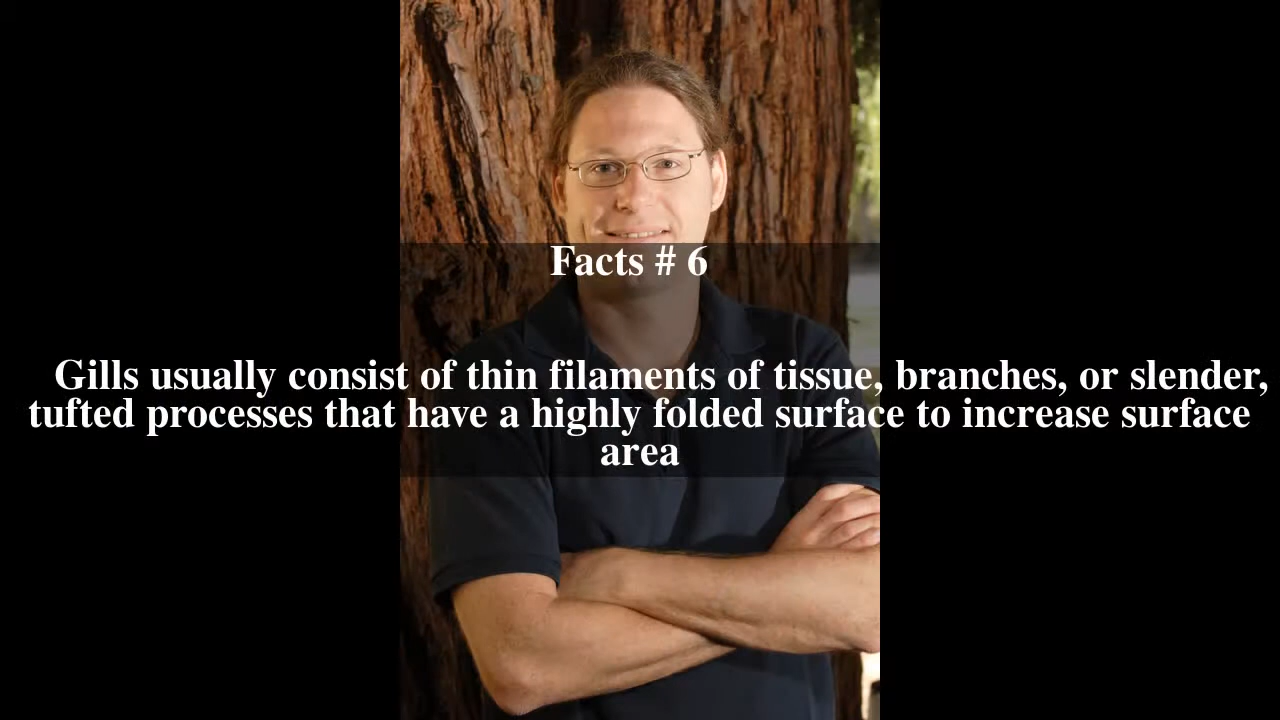 Facts # 6
Gills usually consist of thin filaments of tissue, branches, or slender,
tufted processes that have a highly folded surface to increase surface
area